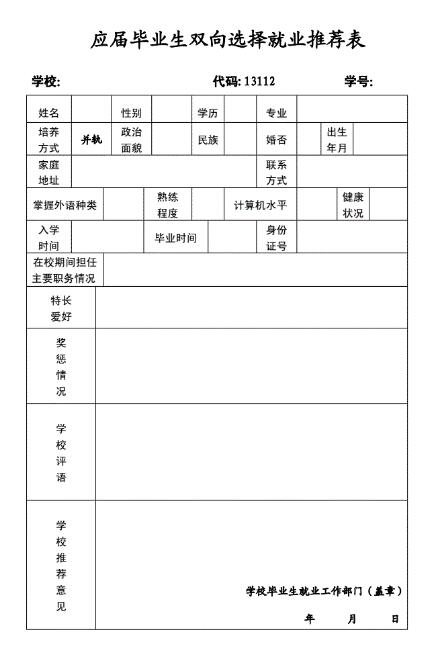 应届毕业生双向选择就业推荐表
学校: 代码: 13112 学号:
姓名 性别 学历 专业
培养方式 并轨 政治面貌 民族 婚否 出生年月
家庭地址 联系方式
掌握外语种类 熟练程度 计算机水平 健康状况
入学时间 毕业时间 身份证号
在校期间担任
主要职务情况
特长
爱好
奖惩情况
学校评语
学校推荐意见
学校毕业生就业工作部门（盖章）
年 月 日